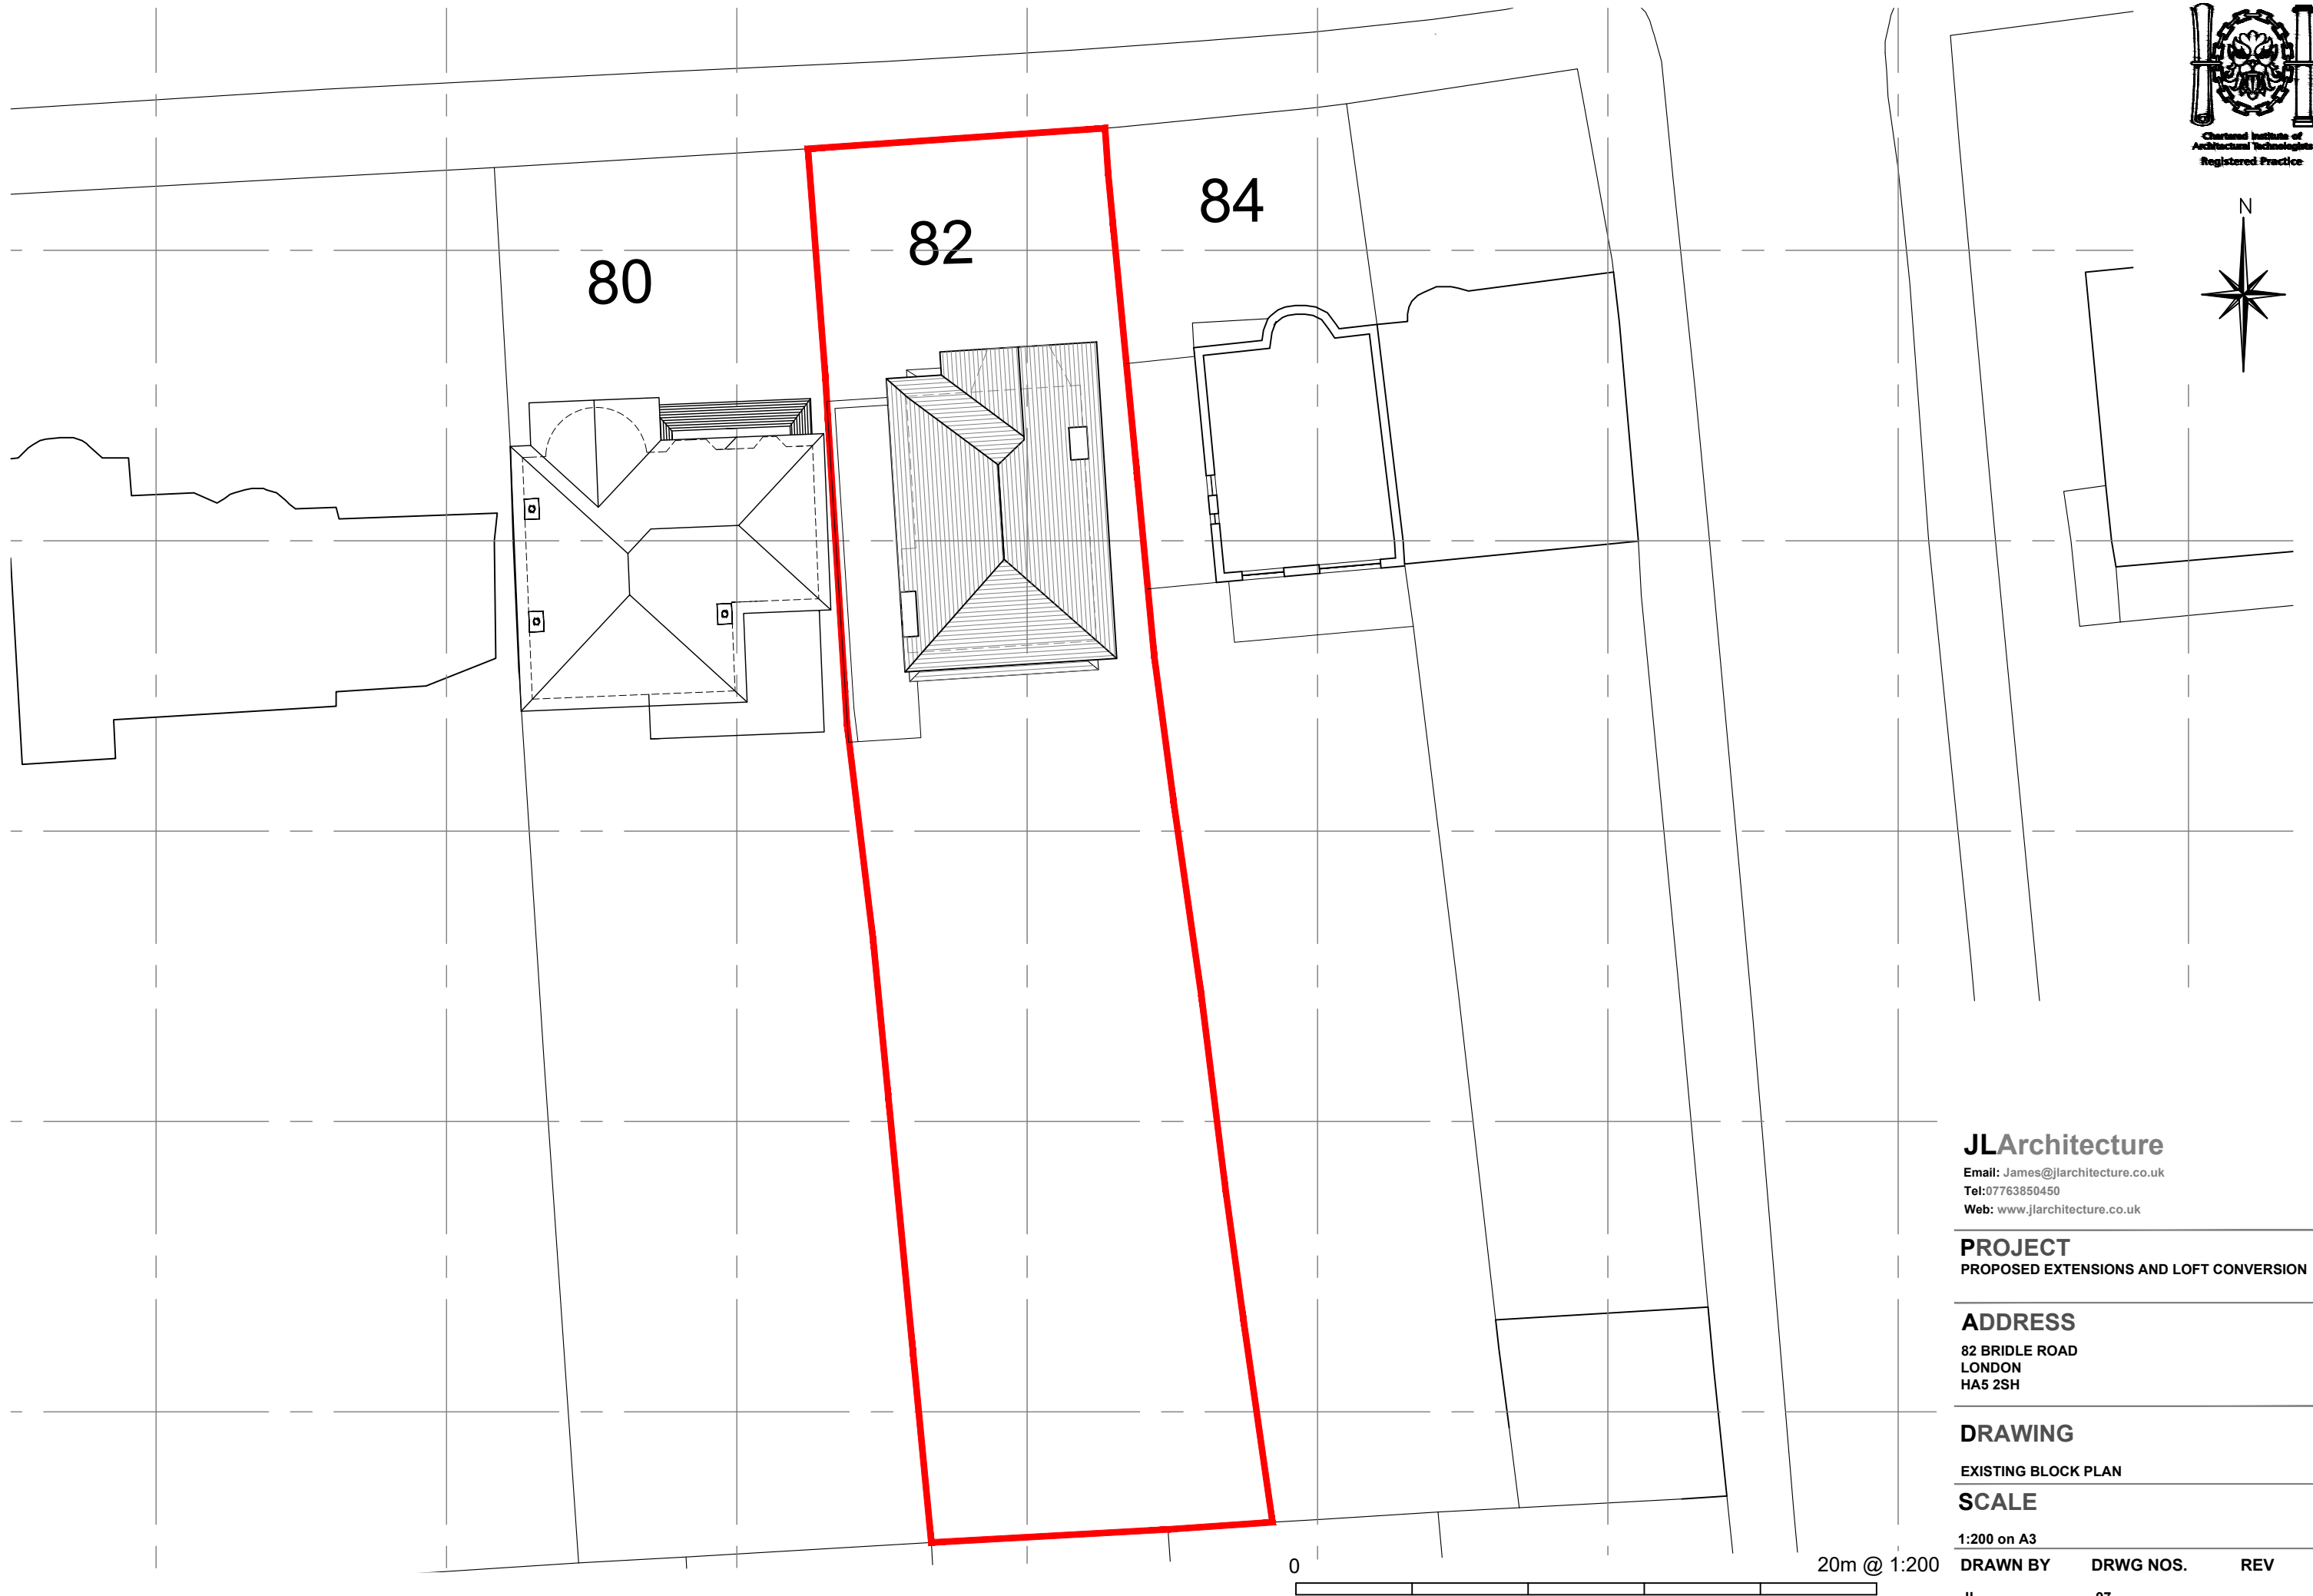 Chartered Institute of
Architectural Technologists
Registered Practice
N
84
82
80
JLArchitecture
Email: James@jlarchitecture.co.uk
Tel:07763850450
Web: www.jlarchitecture.co.uk
PROJECT
PROPOSED EXTENSIONS AND LOFT CONVERSION
ADDRESS
82 BRIDLE ROAD
LONDON
HA5 2SH
DRAWING
EXISTING BLOCK PLAN
SCALE
1:200 on A3
0 20m @ 1:200
DRAWN BY DRWG NOS. REV